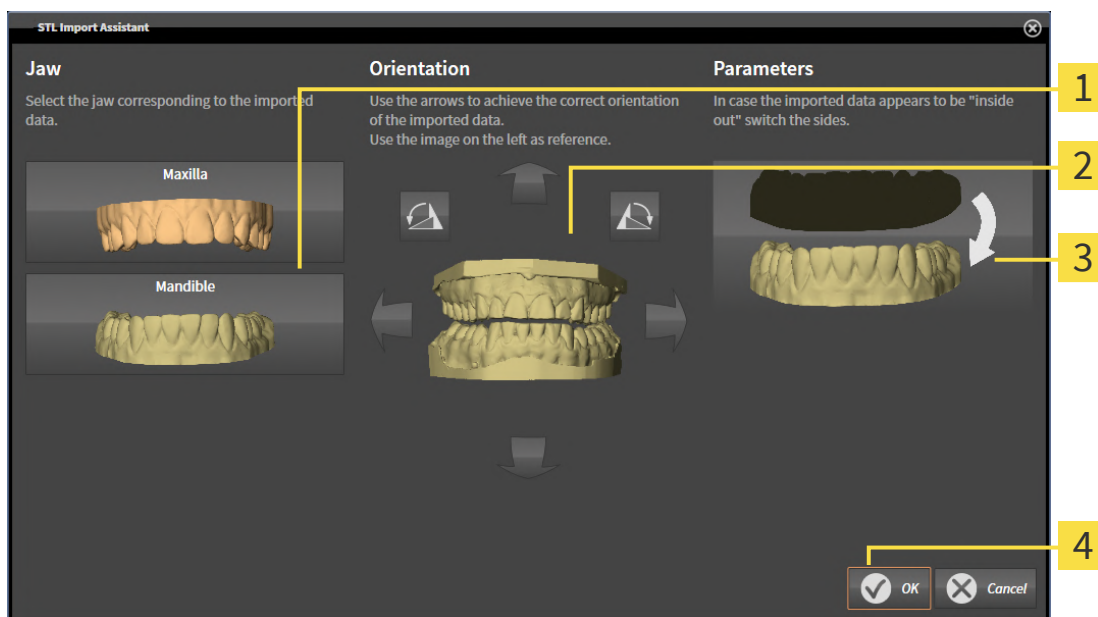 STL Import Assistant
Jaw
Select the jaw corresponding to the imported
data.
Maxilla
Mandible
Orientation
Use the arrows to achieve the correct orientation
of the imported data.
Use the image on the left as reference.
Parameters
In case the imported data appears to be "inside
out" switch the sides.
1
2
3
4
OK
Cancel